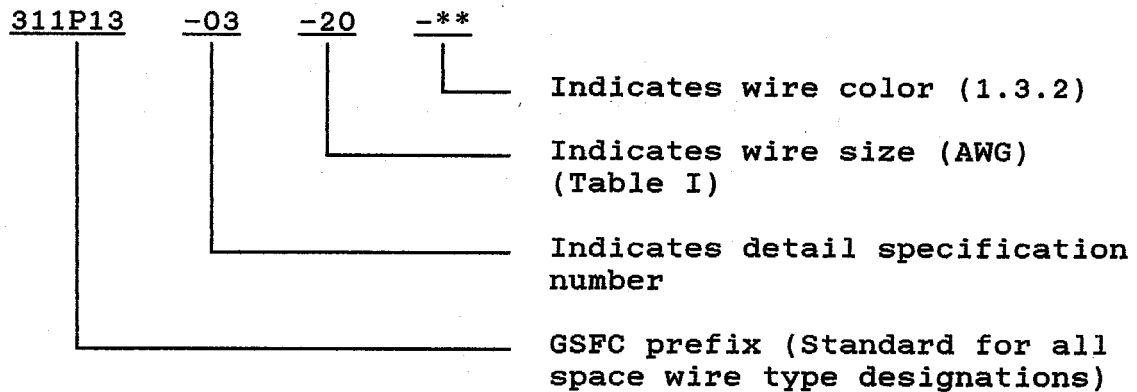 311P13 -03 -20 -**
Indicates wire color (1.3.2)
Indicates wire size (AWG)
(Table I)
Indicates detail specification
number
GSFC prefix (Standard for all
space wire type designations)